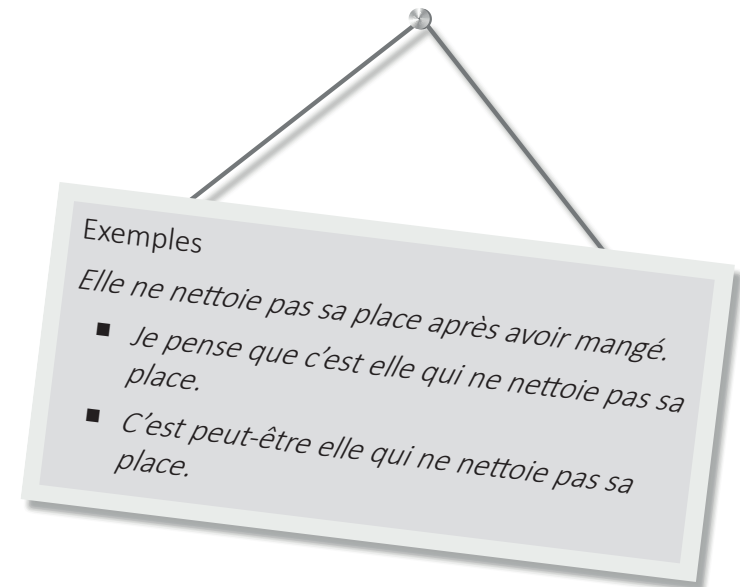 Exemples
Elle ne nettoie pas sa place après avoir mangé.
■ Je pense que c’est elle qui ne nettoie pas sa
place.
■ C’est peut-être elle qui ne nettoie pas sa
place.